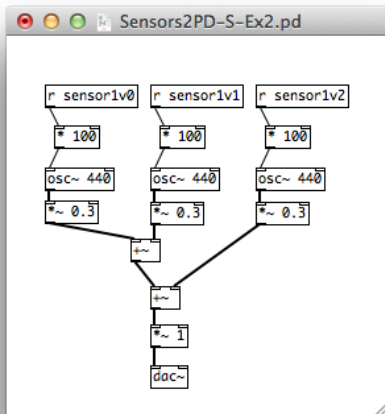 Sensors2PD-S-Ex2.pd
r sensor1v0 r sensor1v1 r sensor1v2
* 100 * 100 * 100
osc~ 440 osc~ 440 osc~ 440
*~ 0.3 *~ 0.3 *~ 0.3
+~
+~
*~ 1
dac~